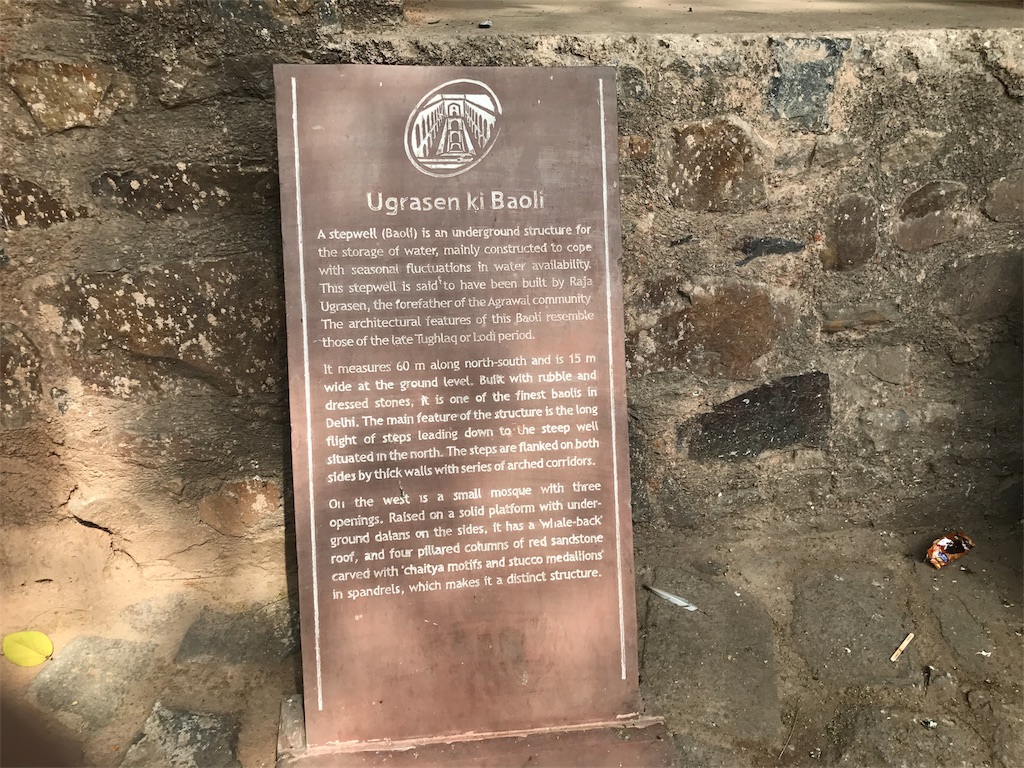 Ugrasen ki Baoli
A stepwell (Baoli) is an underground structure for
the storage of water, mainly constructed to cope
with seasonal fluctuations in water availability.
This stepwell is said to have been built by Raja
Ugrasen, the forefather of the Agrawal community
The architectural features of this Baoli resemble
those of the late Tughlaq or Lodi period.
It measures 60 m along north-south and is 15 m
wide at the ground level. Built with rubble and
dressed stones, it is one of the finest baolis in
Delhi. The main feature of the structure is the long
flight of steps leading down to the steep well
situated in the north. The steps are flanked on both
sides by thick walls with series of arched corridors.
On the west is a small mosque with three
openings. Raised on a solid platform with under-
ground dalans on the sides, it has a 'whale-back'
roof, and four pillared columns of red sandstone
carved with 'chaitya motifs and stucco medallions'
in spandrels, which makes it a distinct structure.